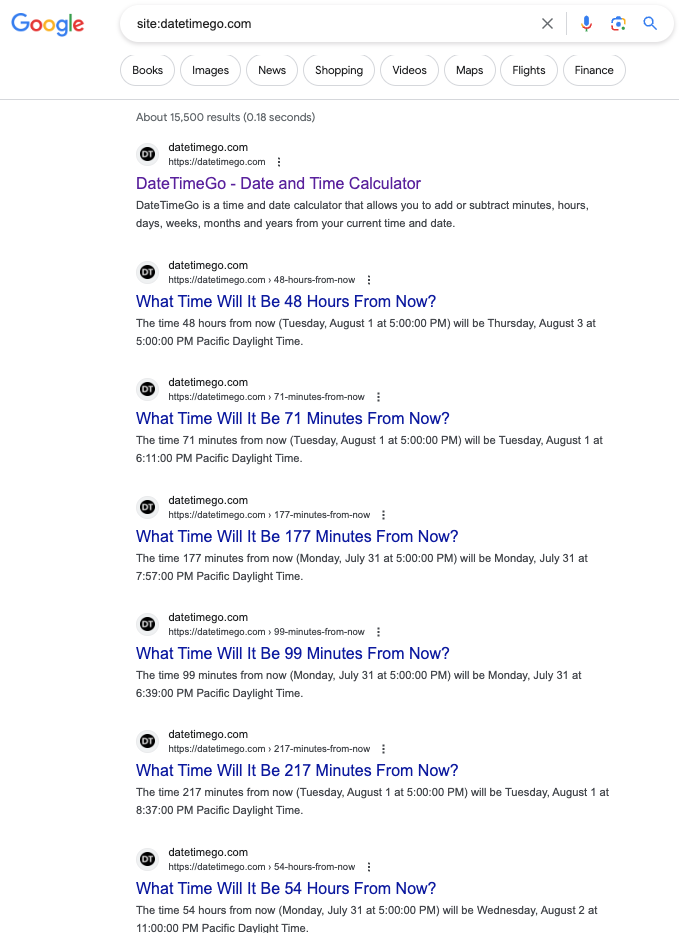 Google
site:datetimego.com
Books
Images
News
Shopping
Videos
Maps
Flights
Finance
About 15,500 results (0.18 seconds)
DT
datetimego.com
https://datetimego.com
DateTimeGo - Date and Time Calculator
DateTimeGo is a time and date calculator that allows you to add or subtract minutes, hours,
days, weeks, months and years from your current time and date.
DT
datetimego.com
https://datetimego.com › 48-hours-from-now
What Time Will It Be 48 Hours From Now?
The time 48 hours from now (Tuesday, August 1 at 5:00:00 PM) will be Thursday, August 3 at
5:00:00 PM Pacific Daylight Time.
DT
datetimego.com
https://datetimego.com › 71-minutes-from-now
What Time Will It Be 71 Minutes From Now?
The time 71 minutes from now (Tuesday, August 1 at 5:00:00 PM) will be Tuesday, August 1 at
6:11:00 PM Pacific Daylight Time.
DT
datetimego.com
https://datetimego.com › 177-minutes-from-now
What Time Will It Be 177 Minutes From Now?
The time 177 minutes from now (Monday, July 31 at 5:00:00 PM) will be Monday, July 31 at
7:57:00 PM Pacific Daylight Time.
DT
datetimego.com
https://datetimego.com › 99-minutes-from-now
What Time Will It Be 99 Minutes From Now?
The time 99 minutes from now (Monday, July 31 at 5:00:00 PM) will be Monday, July 31 at
6:39:00 PM Pacific Daylight Time.
DT
datetimego.com
https://datetimego.com › 217-minutes-from-now
What Time Will It Be 217 Minutes From Now?
The time 217 minutes from now (Tuesday, August 1 at 5:00:00 PM) will be Tuesday, August 1 at
8:37:00 PM Pacific Daylight Time.
DT
datetimego.com
https://datetimego.com › 54-hours-from-now
What Time Will It Be 54 Hours From Now?
The time 54 hours from now (Monday, July 31 at 5:00:00 PM) will be Wednesday, August 2 at
11:00:00 PM Pacific Daylight Time.